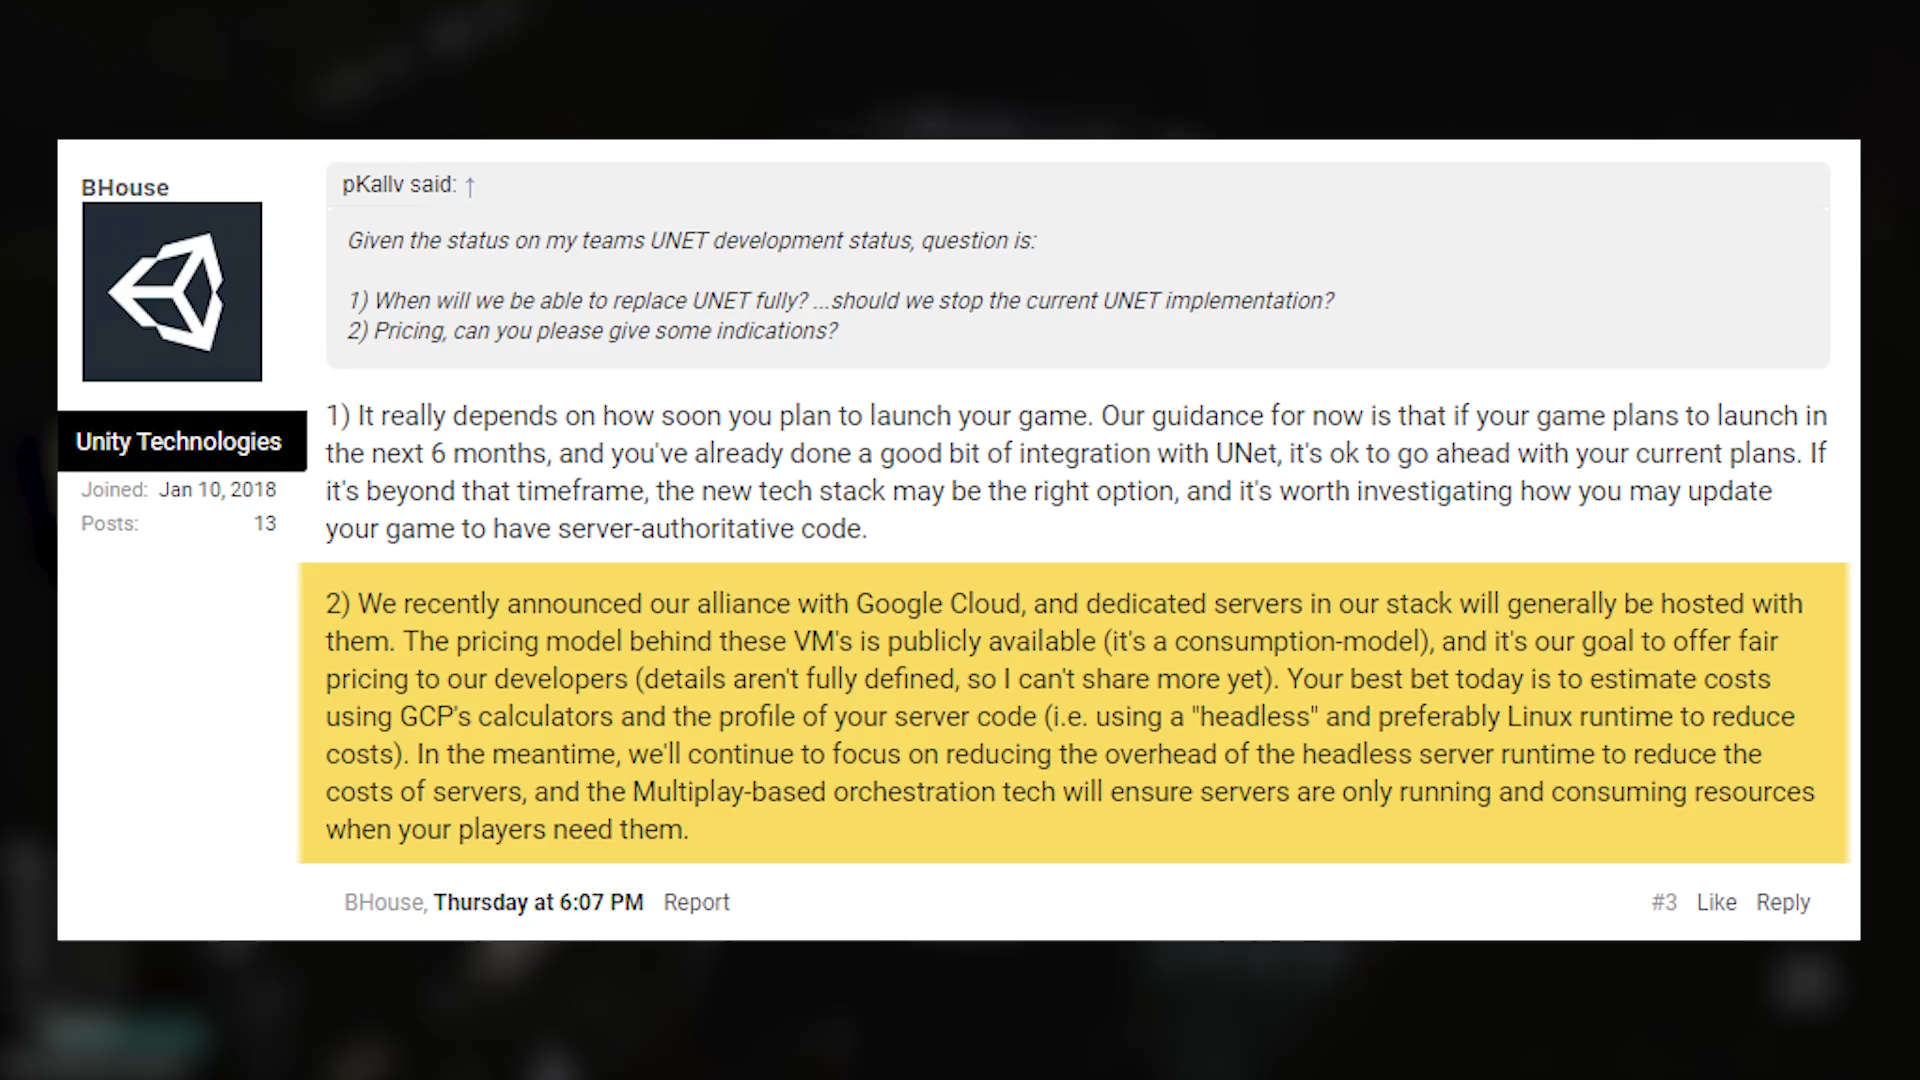 BHouse
Unity Technologies
Joined: Jan 10, 2018
Posts: 13
pKallv said: ↑
Given the status on my teams UNET development status, question is:
1) When will we be able to replace UNET fully? ...should we stop the current UNET implementation?
2) Pricing, can you please give some indications?
1) It really depends on how soon you plan to launch your game. Our guidance for now is that if your game plans to launch in
the next 6 months, and you've already done a good bit of integration with UNet, it's ok to go ahead with your current plans. If
it's beyond that timeframe, the new tech stack may be the right option, and it's worth investigating how you may update
your game to have server-authoritative code.
2) We recently announced our alliance with Google Cloud, and dedicated servers in our stack will generally be hosted with
them. The pricing model behind these VM's is publicly available (it's a consumption-model), and it's our goal to offer fair
pricing to our developers (details aren't fully defined, so I can't share more yet). Your best bet today is to estimate costs
using GCP's calculators and the profile of your server code (i.e. using a "headless" and preferably Linux runtime to reduce
costs). In the meantime, we'll continue to focus on reducing the overhead of the headless server runtime to reduce the
costs of servers, and the Multiplay-based orchestration tech will ensure servers are only running and consuming resources
when your players need them.
BHouse, Thursday at 6:07 PM Report
#3 Like Reply